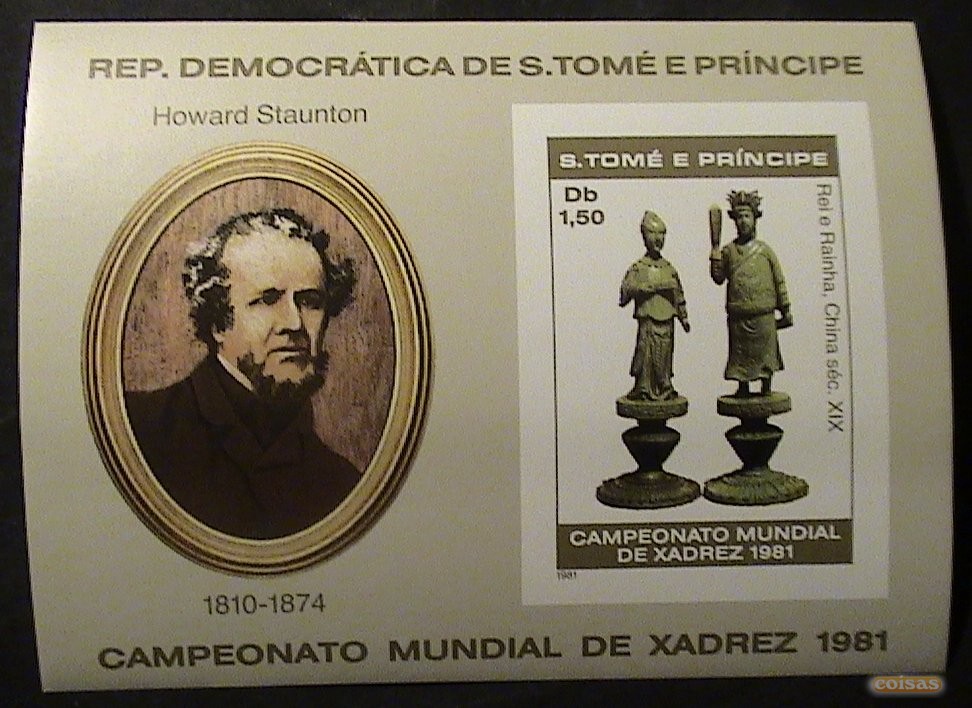 REP. DEMOCRÁTICA DE S.TOMÉ E PRÍNCIPE
Howard Staunton
1810-1874
S.TOMÉ E PRÍNCIPE
Db
1,50
Rei e Rainha, China séc. XIX
CAMPEONATO MUNDIAL
DE XADREZ 1981
1981
CAMPEONATO MUNDIAL DE XADREZ 1981
coisas